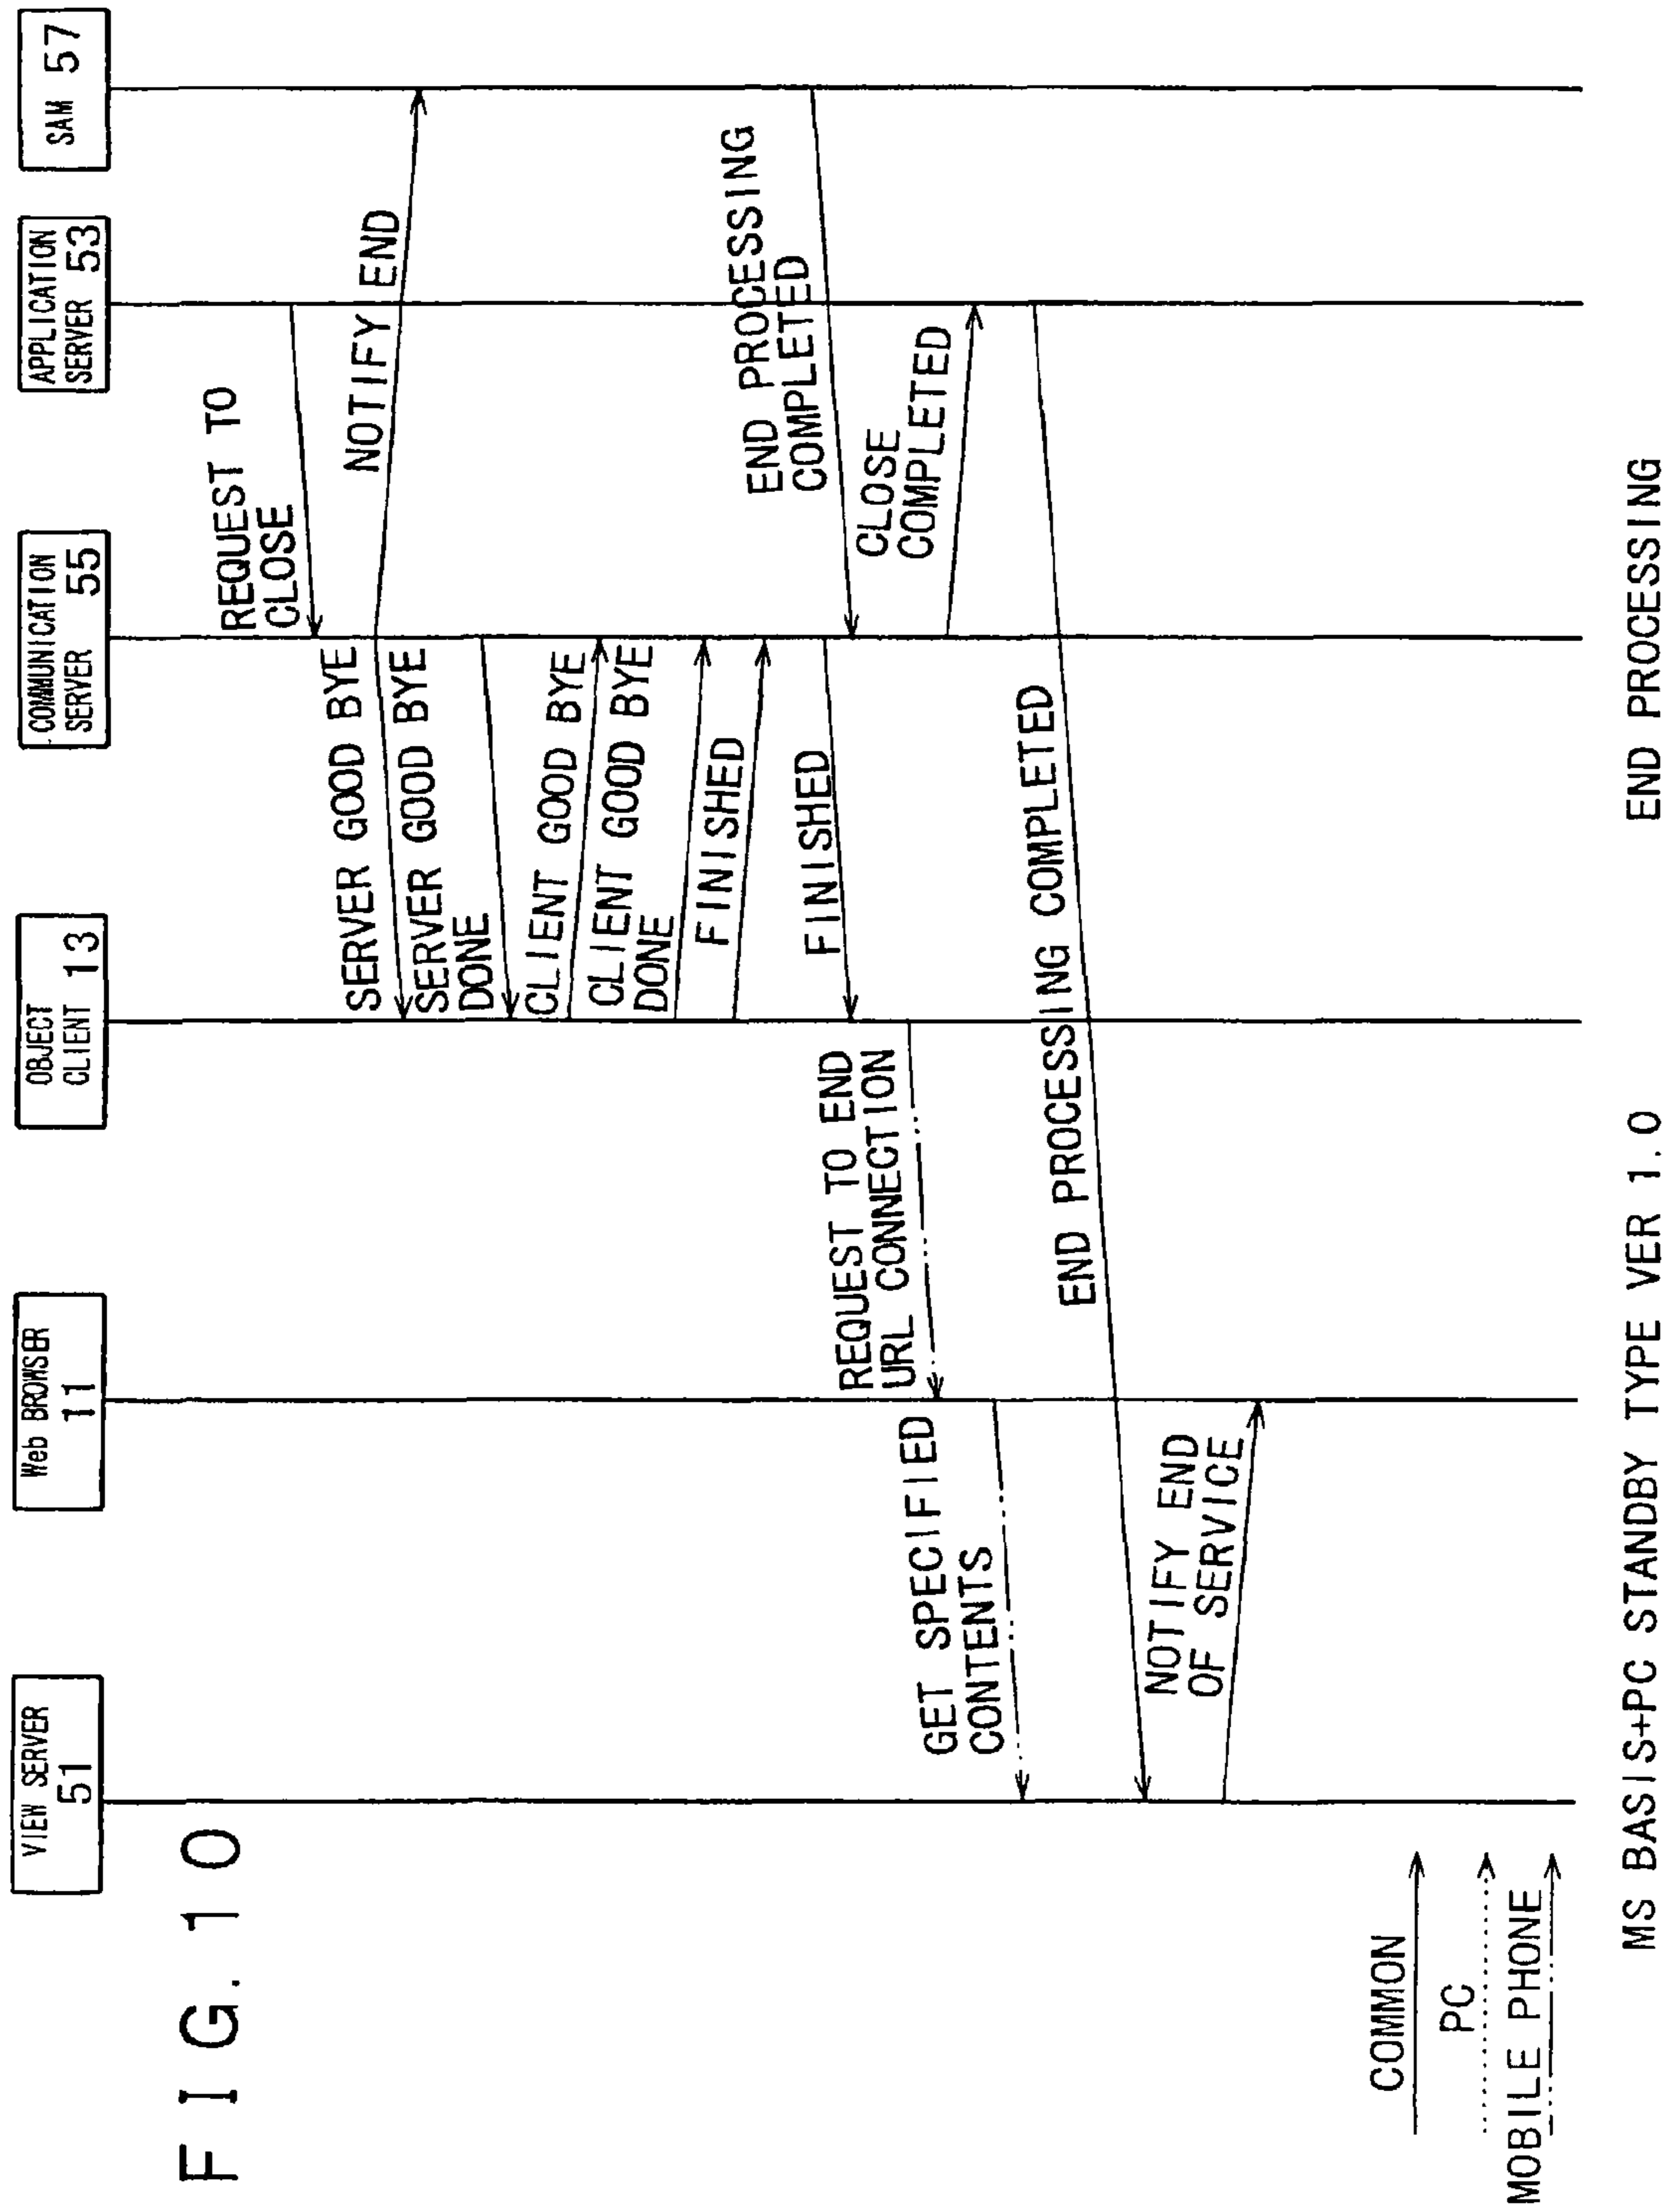 FIG. 10
VIEW SERVER
51
Web BROWSER
11
OBJECT
CLIENT 13
COMMUNICATION
SERVER 55
APPLICATION
SERVER 53
SAM 57
REQUEST TO
CLOSE
SERVER GOOD BYE
NOTIFY END
SERVER GOOD BYE
DONE
CLIENT GOOD BYE
CLIENT GOOD BYE
DONE
FINISHED
FINISHED
END PROCESSING
COMPLETED
REQUEST TO END
URL CONNECTION
CLOSE
COMPLETED
GET SPECIFIED
CONTENTS
END PROCESSING COMPLETED
NOTIFY END
OF SERVICE
COMMON
PC
MOBILE PHONE
MS BASIS+PC STANDBY TYPE VER 1.0
END PROCESSING